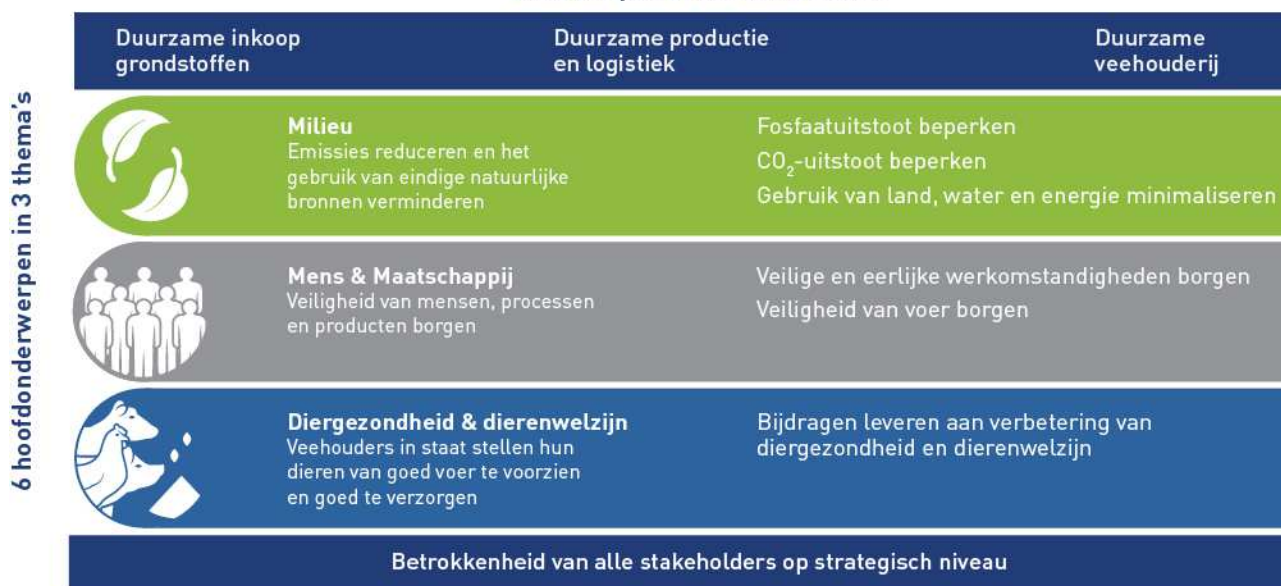 Duurzame inkoop
grondstoffen
Duurzame productie
en logistiek
Duurzame
veehouderij
6 hoofdonderwerpen in 3 thema's
Milieu
Emissies reduceren en het
gebruik van eindige natuurlijke
bronnen verminderen
Fosfaatuitstoot beperken
CO₂-uitstoot beperken
Gebruik van land, water en energie minimaliseren
Mens & Maatschappij
Veiligheid van mensen, processen
en producten borgen
Veilige en eerlijke werkomstandigheden borgen
Veiligheid van voer borgen
Diergezondheid & dierenwelzijn
Veehouders in staat stellen hun
dieren van goed voer te voorzien
en goed te verzorgen
Bijdragen leveren aan verbetering van
diergezondheid en dierenwelzijn
Betrokkenheid van alle stakeholders op strategisch niveau